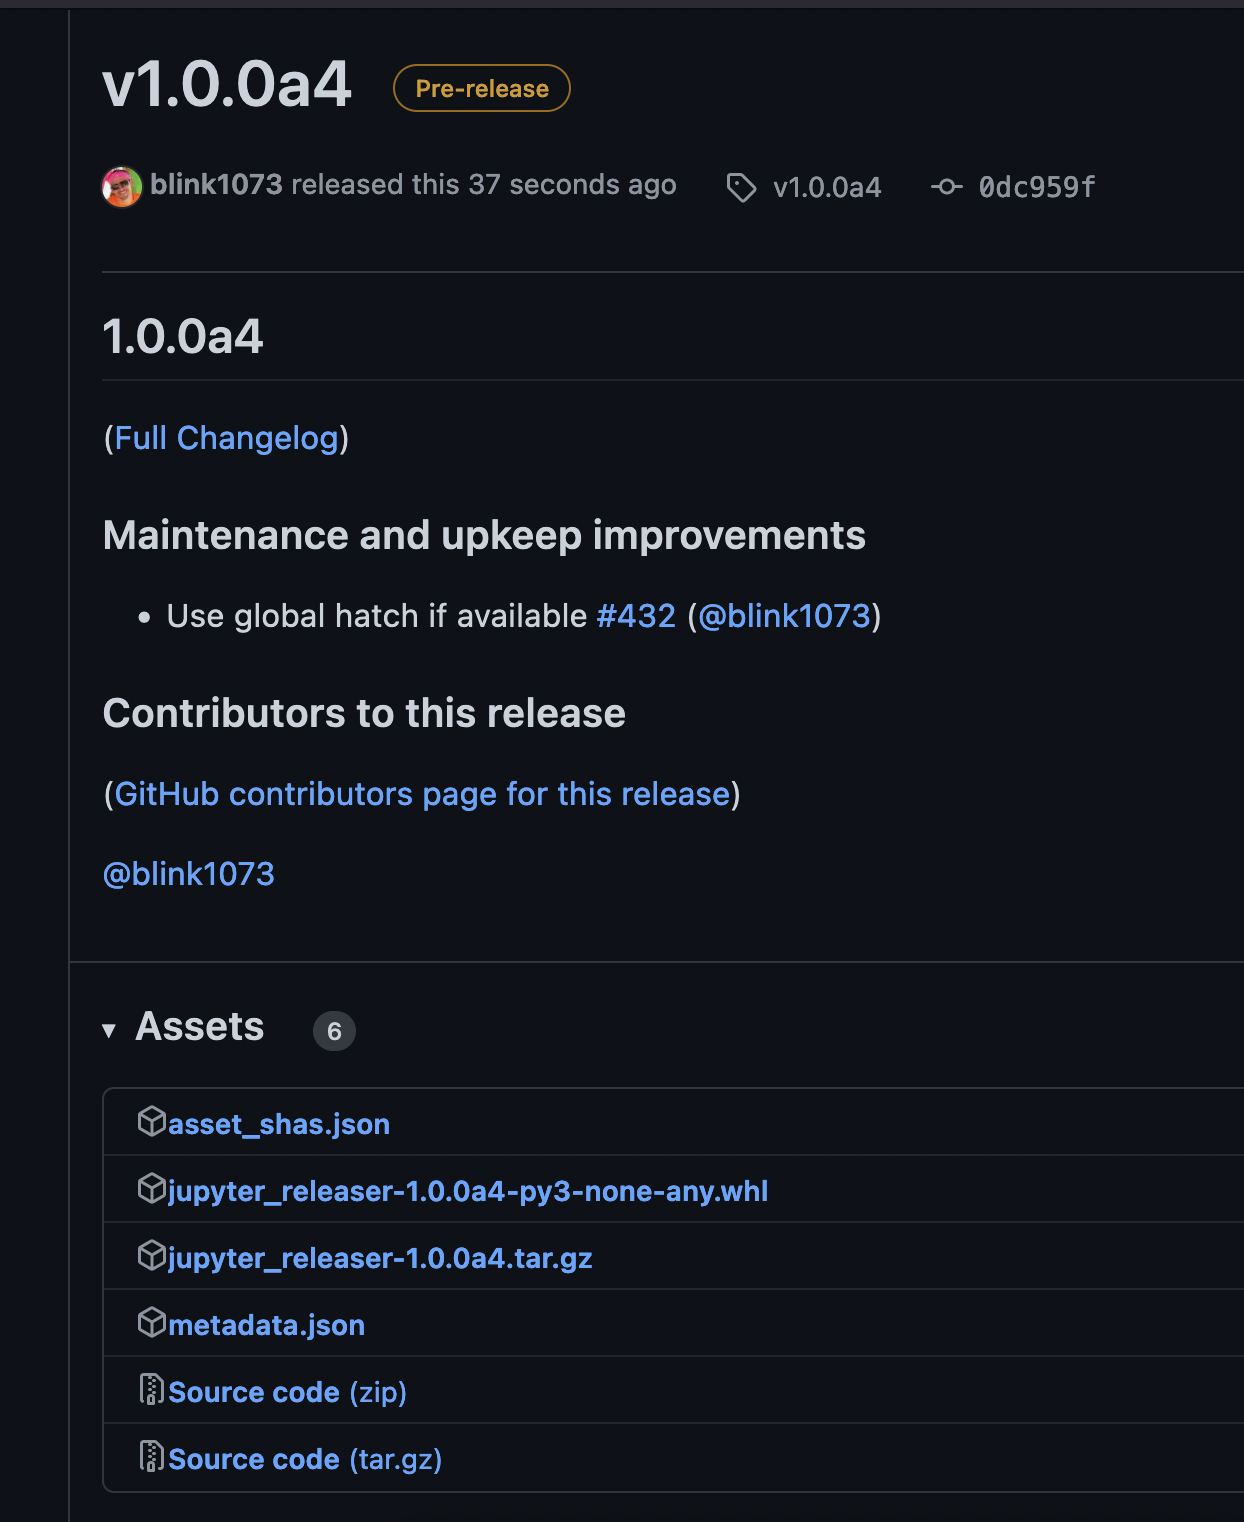 v1.0.0a4 Pre-release
blink1073 released this 37 seconds ago v1.0.0a4 0dc959f
1.0.0a4
(Full Changelog)
Maintenance and upkeep improvements
• Use global hatch if available #432 (@blink1073)
Contributors to this release
(GitHub contributors page for this release)
@blink1073
▾ Assets 6
asset_shas.json
jupyter_releaser-1.0.0a4-py3-none-any.whl
jupyter_releaser-1.0.0a4.tar.gz
metadata.json
Source code (zip)
Source code (tar.gz)